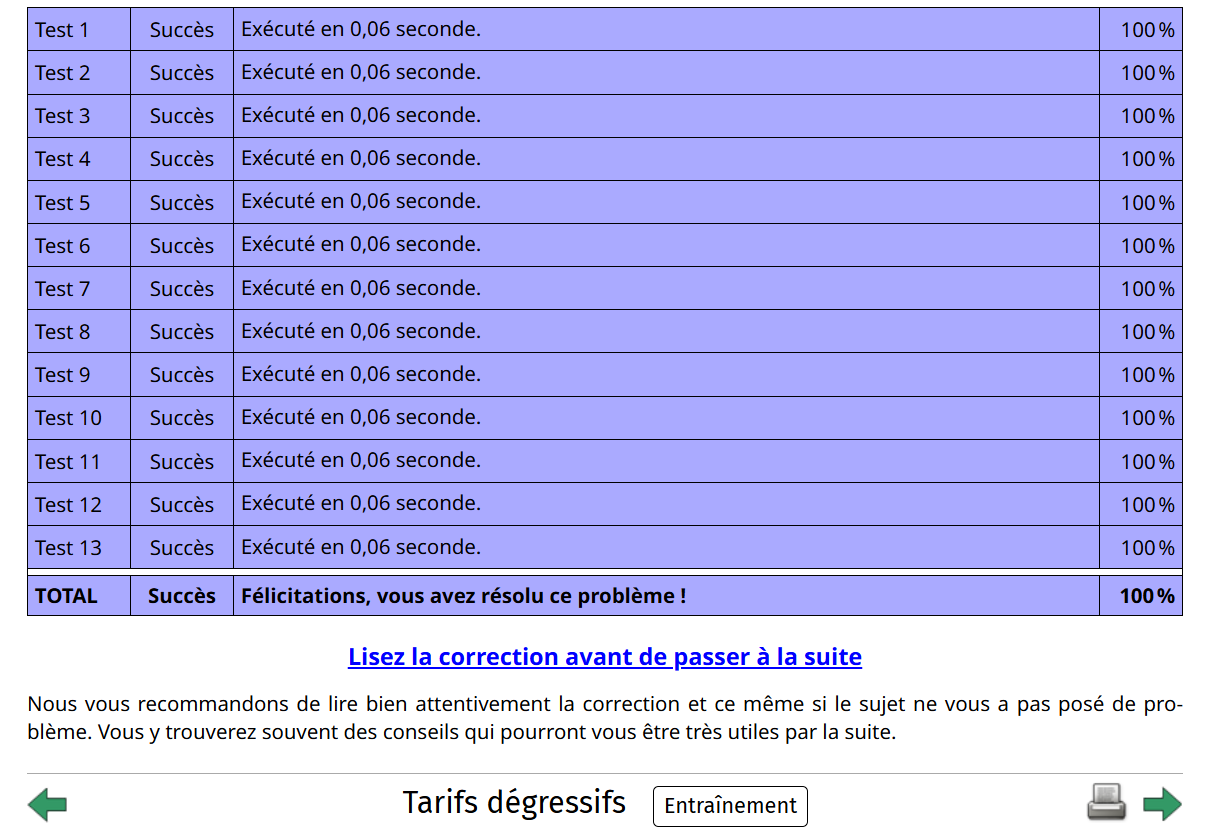 Test 1 Succès Exécuté en 0,06 seconde. 100 %
Test 2 Succès Exécuté en 0,06 seconde. 100 %
Test 3 Succès Exécuté en 0,06 seconde. 100 %
Test 4 Succès Exécuté en 0,06 seconde. 100 %
Test 5 Succès Exécuté en 0,06 seconde. 100 %
Test 6 Succès Exécuté en 0,06 seconde. 100 %
Test 7 Succès Exécuté en 0,06 seconde. 100 %
Test 8 Succès Exécuté en 0,06 seconde. 100 %
Test 9 Succès Exécuté en 0,06 seconde. 100 %
Test 10 Succès Exécuté en 0,06 seconde. 100 %
Test 11 Succès Exécuté en 0,06 seconde. 100 %
Test 12 Succès Exécuté en 0,06 seconde. 100 %
Test 13 Succès Exécuté en 0,06 seconde. 100 %
TOTAL Succès Félicitations, vous avez résolu ce problème ! 100 %
Lisez la correction avant de passer à la suite
Nous vous recommandons de lire bien attentivement la correction et ce même si le sujet ne vous a pas posé de pro-
blème. Vous y trouverez souvent des conseils qui pourront vous être très utiles par la suite.
Tarifs dégressifs Entraînement